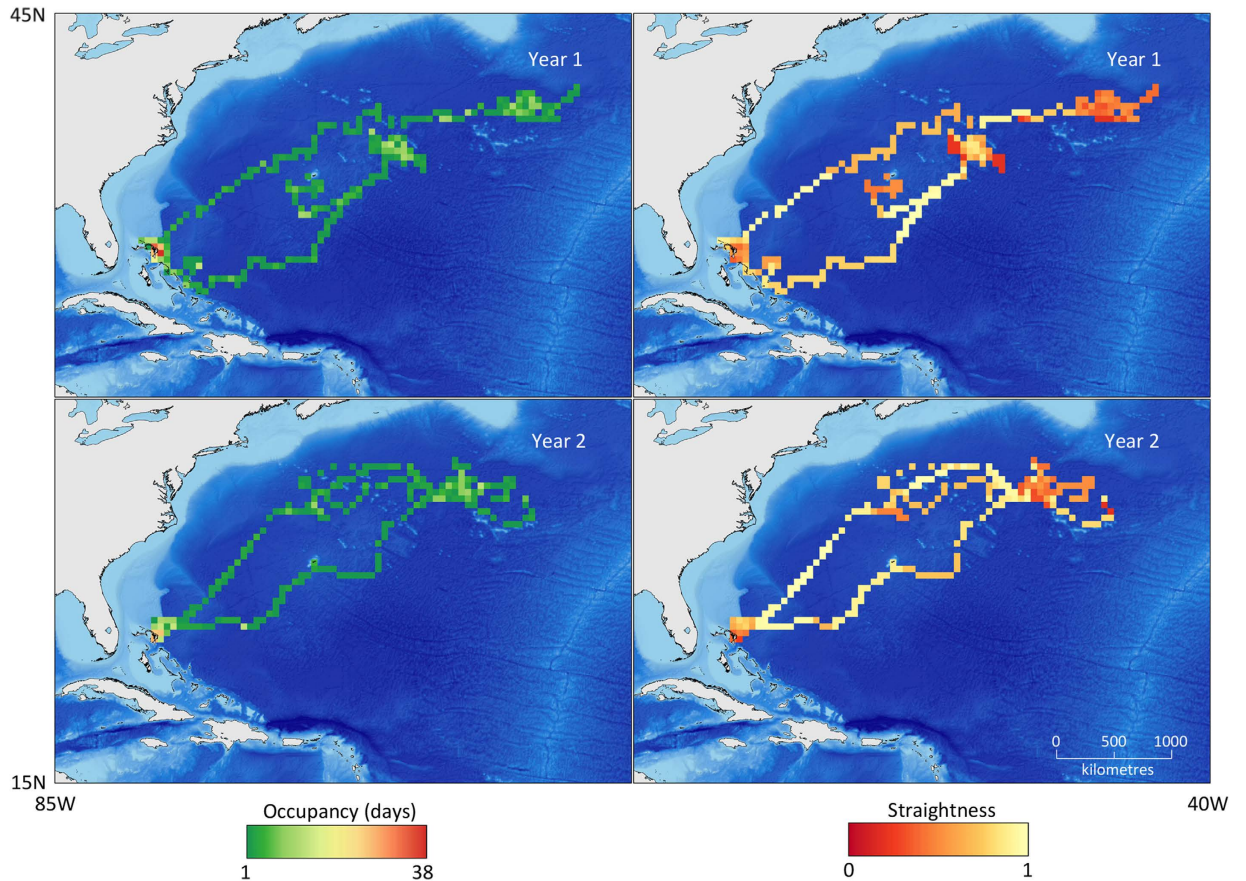 45N
Year 1
Year 1
Year 2
Year 2
0 500 1000
kilometres
15N
85W
40W
Occupancy (days)
1 38
Straightness
0 1